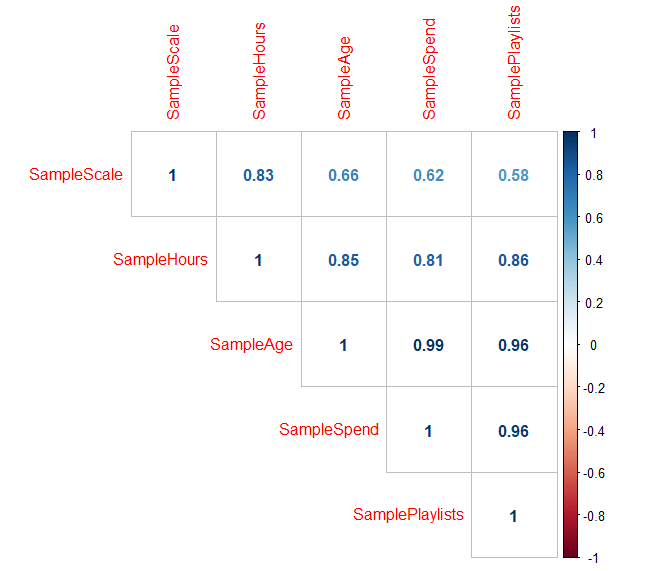 SampleScale
SampleHours
SampleAge
SampleSpend
SamplePlaylists
SampleScale 1 0.83 0.66 0.62 0.58
SampleHours 1 0.85 0.81 0.86
SampleAge 1 0.99 0.96
SampleSpend 1 0.96
SamplePlaylists 1
1
0.8
0.6
0.4
0.2
0
-0.2
-0.4
-0.6
-0.8
-1